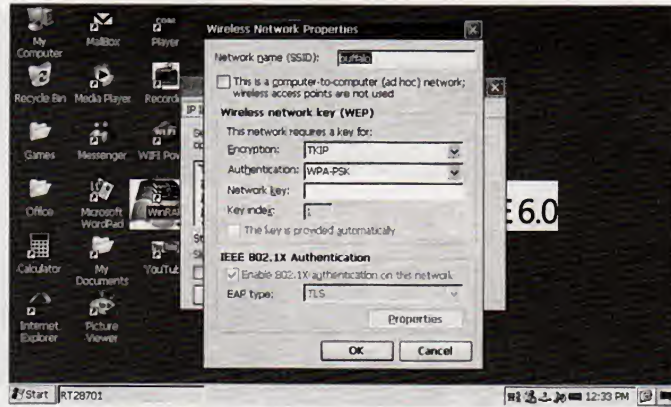 My Computer
MailBox
Player
Recycle Bin
Media Player
Record
Games
Messenger
WIFI Pow
Office
Microsoft WordPad
WinRAR
Calculator
My Documents
YouTub
Internet Explorer
Picture Viewer
Wireless Network Properties
Network name (SSID): buffalo
This is a computer-to-computer (ad hoc) network;
wireless access points are not used
Wireless network key (WEP)
This network requires a key for:
Encryption: TKIP
Authentication: WPA-PSK
Network key:
Key index: 1
The key is provided automatically
IEEE 802.1X Authentication
Enable 802.1X authentication on this network
EAP type: TLS
Properties
OK
Cancel
E 6.0
Start
RT28701
12:33 PM